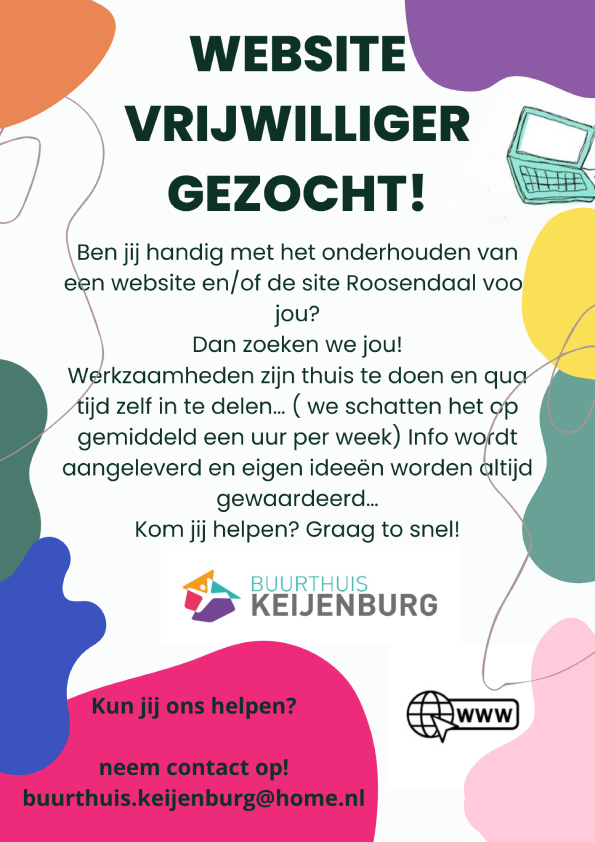 WEBSITE
VRIJWILLIGER
GEZOCHT!
Ben jij handig met het onderhouden van
een website en/of de site Roosendaal voo
jou?
Dan zoeken we jou!
Werkzaamheden zijn thuis te doen en qua
tijd zelf in te delen... ( we schatten het op
gemiddeld een uur per week) Info wordt
aangeleverd en eigen ideeën worden altijd
gewaardeerd...
Kom jij helpen? Graag to snel!
BUURTHUIS
KEIJENBURG
WWW
Kun jij ons helpen?
neem contact op!
buurthuis.keijenburg@home.nl